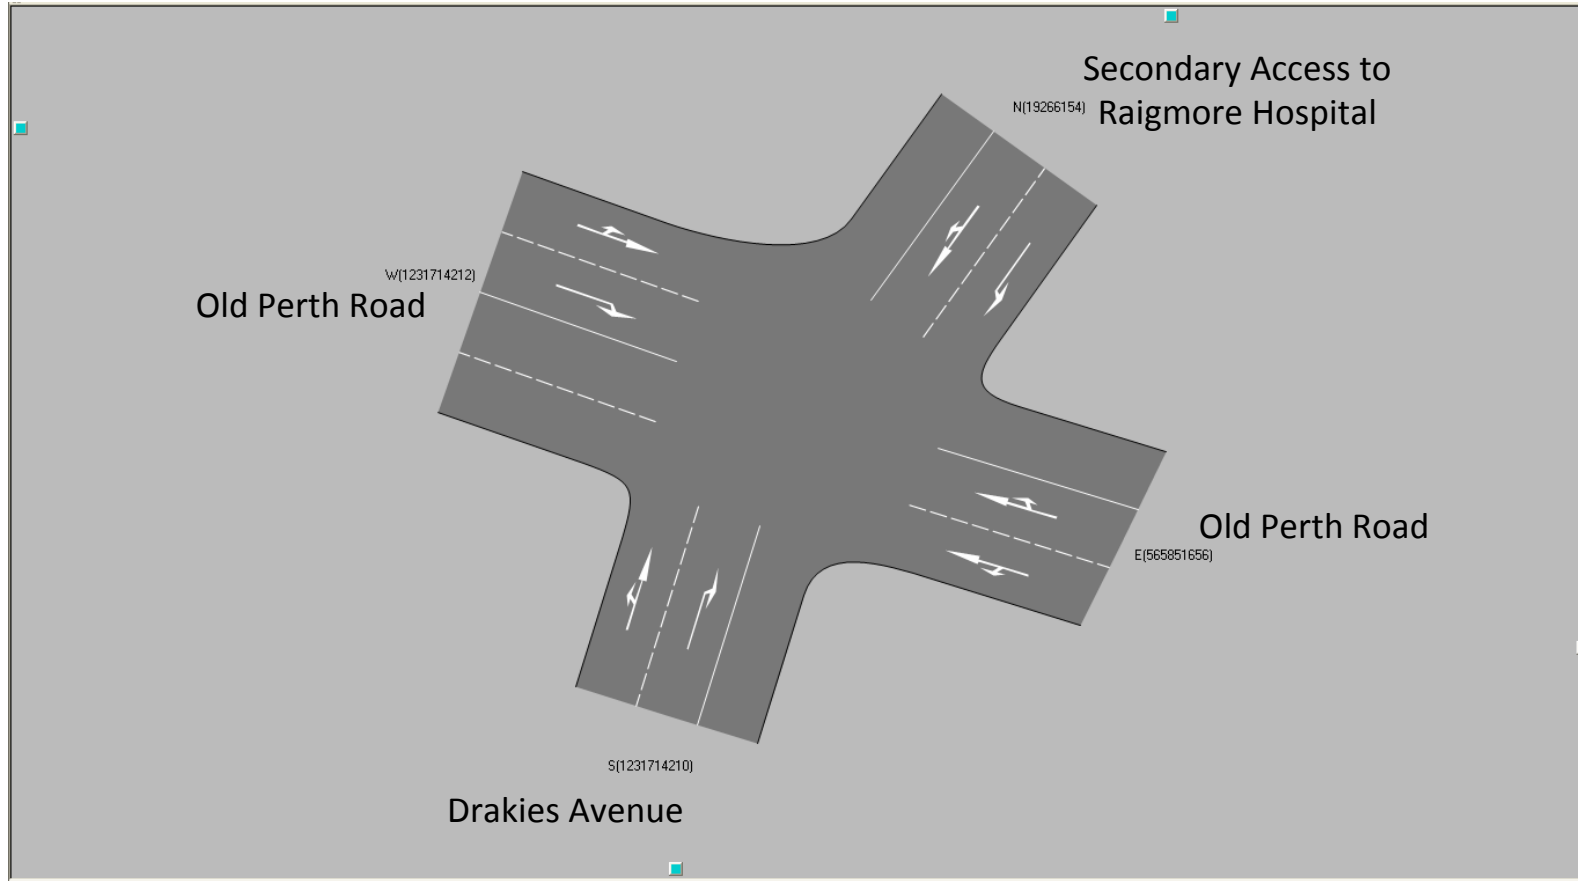 Secondary Access to
N(19266154) Raigmore Hospital
W(1231714212)
Old Perth Road
Old Perth Road
E(565851656)
S(1231714210)
Drakies Avenue